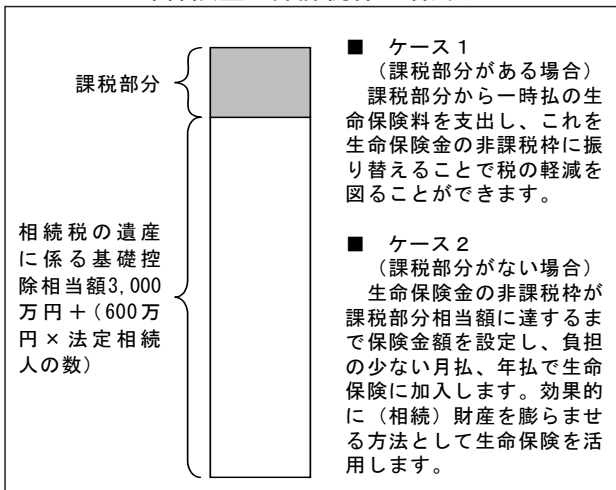 課税部分
相続税の遺産
に係る基礎控
除相当額3,000
万円＋（600万
円×法定相続
人の数）
■　ケース１
（課税部分がある場合）
課税部分から一時払の生
命保険料を支出し、これを
生命保険金の非課税枠に振
り替えることで税の軽減を
図ることができます。
■　ケース２
（課税部分がない場合）
生命保険金の非課税枠が
課税部分相当額に達するま
で保険金額を設定し、負担
の少ない月払、年払で生命
保険に加入します。効果的
に（相続）財産を膨らませ
る方法として生命保険を活
用します。